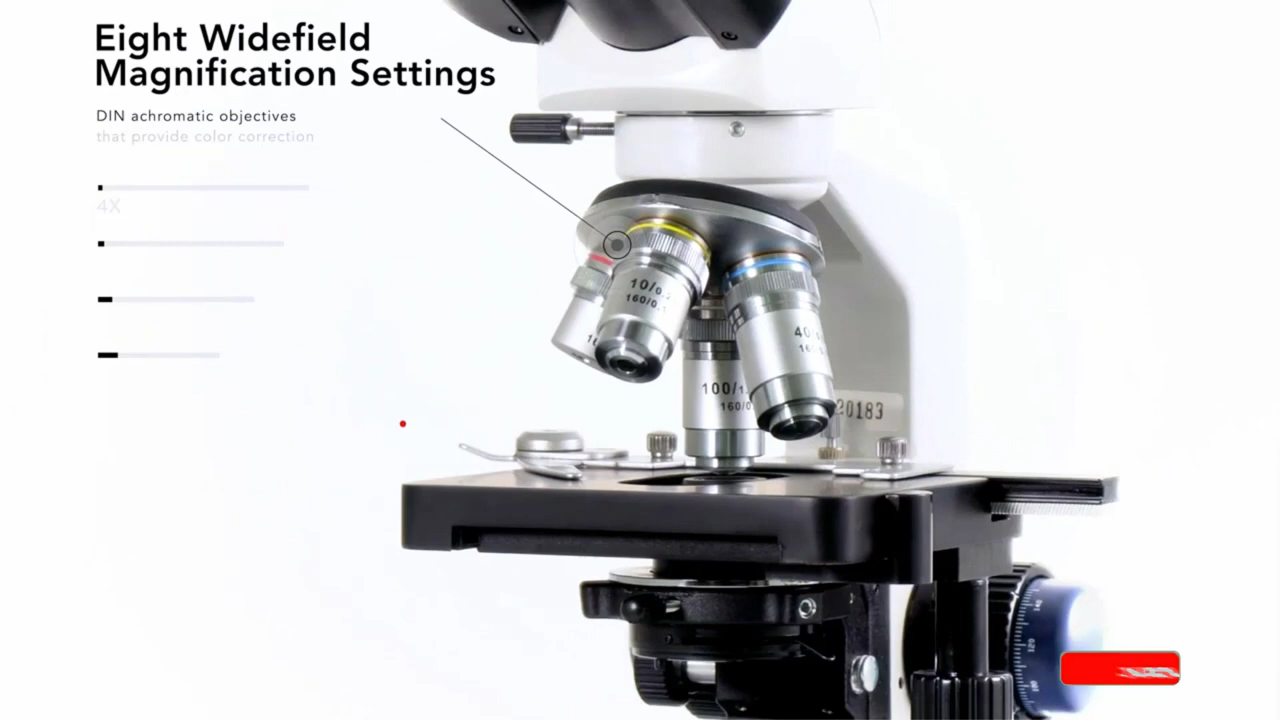 Eight Widefield
Magnification Settings
DIN achromatic objectives
that provide color correction
4X
10/0.
160/0.
100/1.
160/0.
40/
16
20183